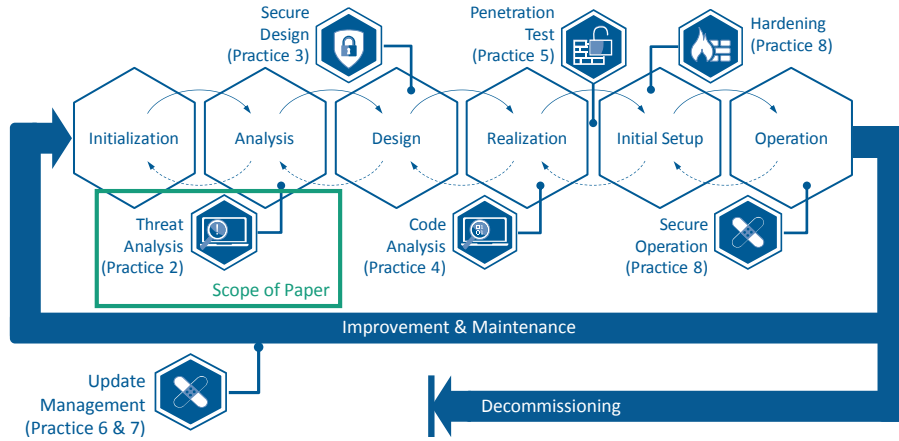 Secure
Design
(Practice 3)
Penetration
Test
(Practice 5)
Hardening
(Practice 8)
Initialization
Analysis
Design
Realization
Initial Setup
Operation
Threat
Analysis
(Practice 2)
Scope of Paper
Code
Analysis
(Practice 4)
Secure
Operation
(Practice 8)
Improvement & Maintenance
Update
Management
(Practice 6 & 7)
Decommissioning